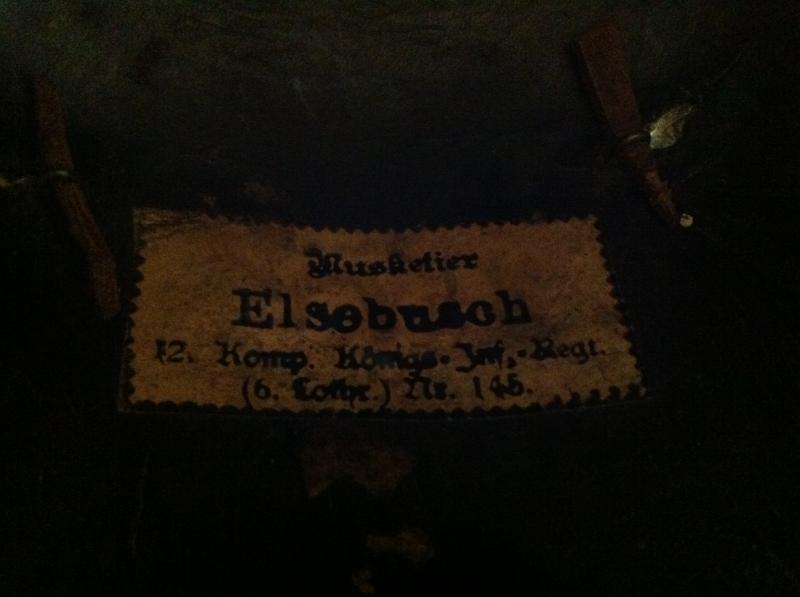 Musketier
Elsebusch
12. Komp. Königs-Inf.-Regt.
(6. Lothr.) Nr. 145.